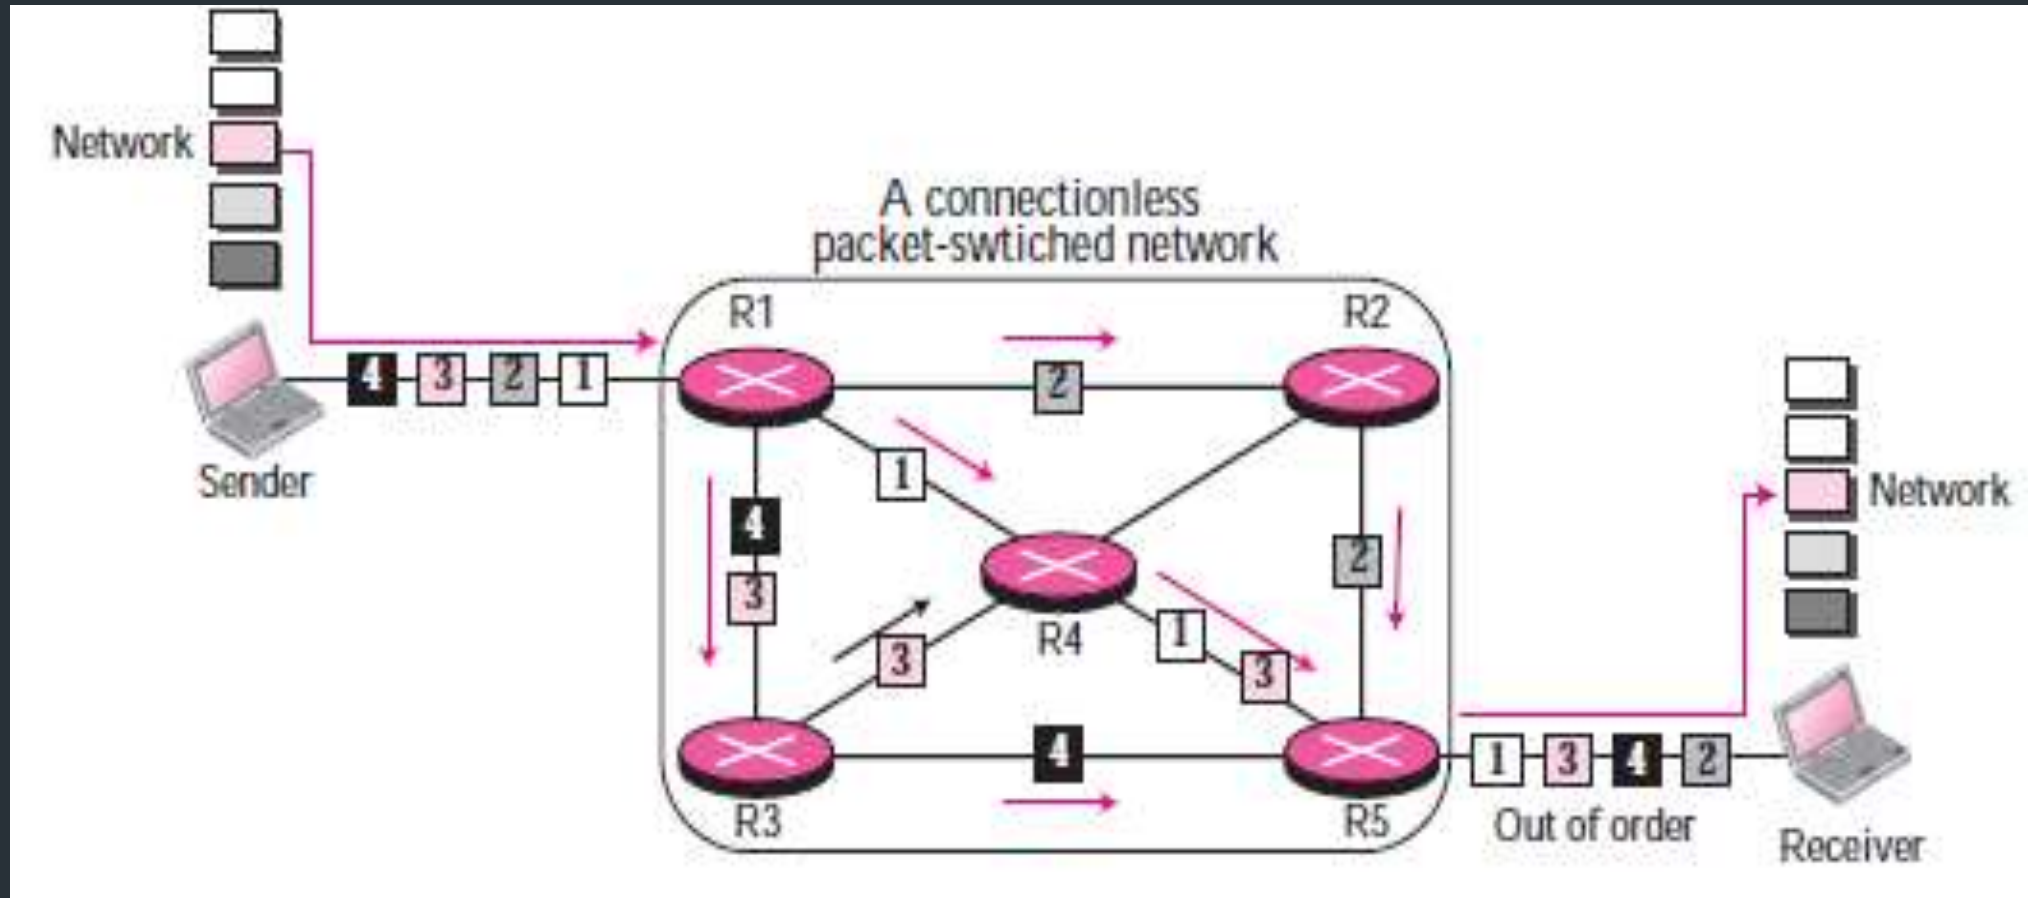 Network
A connectionless
packet-swtiched network
R1
R2
4 3 2 1
2
Sender
1
Network
4
2
3
R4
1
3
3
4
R3
R5
1 3 4 2
Out of order
Receiver